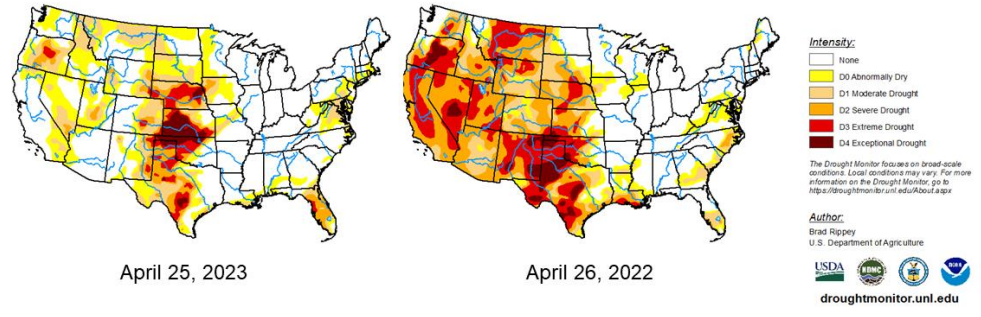 April 25, 2023
April 26, 2022
Intensity:
None
D0 Abnormally Dry
D1 Moderate Drought
D2 Severe Drought
D3 Extreme Drought
D4 Exceptional Drought
The Drought Monitor focuses on broad-scale
conditions. Local conditions may vary. For more
information on the Drought Monitor, go to
https://droughtmonitor.unl.edu/About.aspx
Author:
Brad Rippey
U.S. Department of Agriculture
USDA
NDMC
droughtmonitor.unl.edu